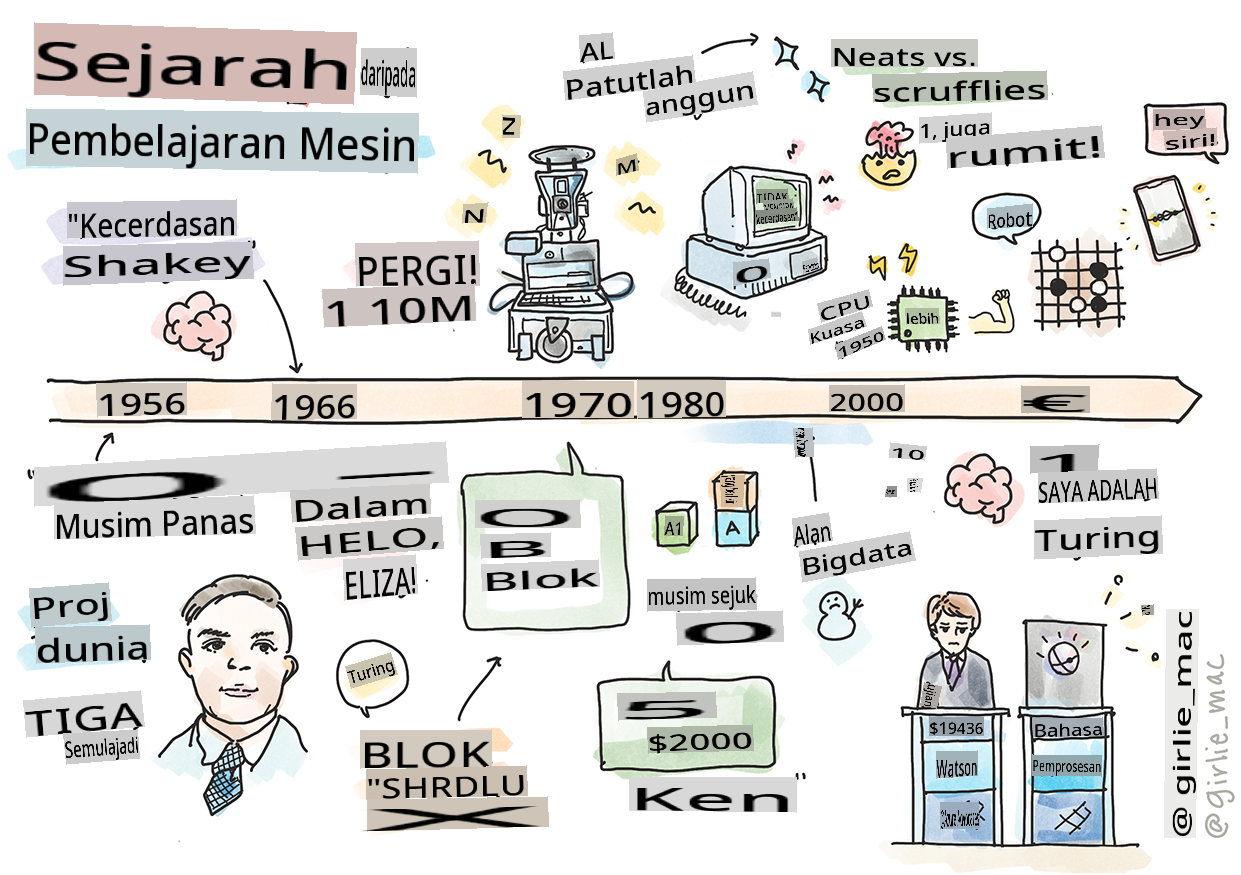 Sejarah daripada
Pembelajaran Mesin
"Kecerdasan
Shakey
AL
Patutlah
anggun
Neats vs.
scrufflies
1, juga
rumit!
hey
siri!
Z
N
M
PERGI!
1 10M
TIDAK
kecerdasan"
O
Robot
CPU
Kuasa
1950
lebih
1956 1966 1970 1980 2000 €
"O —
Musim Panas
Dalam
HELO,
ELIZA!
O
B
Blok
A1
A
musim sejuk
O
Alan
Bigdata
1o
1
SAYA ADALAH
Turing
Proj
dunia
TIGA
Semulajadi
Turing
BLOK
"SHRDLU
X
5
$2000
Ken"
ujian
$19436
Watson
Bahasa
Pemprosesan
@girlie_mac
@girlie_mac